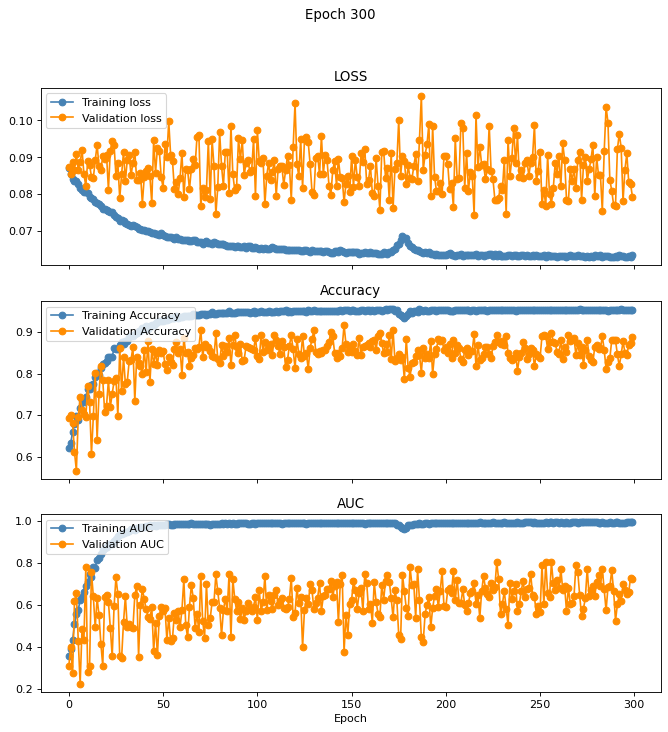 Epoch 300
LOSS
Training loss
Validation loss
0.10
0.09
0.08
0.07
Accuracy
Training Accuracy
Validation Accuracy
0.9
0.8
0.7
0.6
AUC
Training AUC
Validation AUC
1.0
0.8
0.6
0.4
0.2
0 50 100 150 200 250 300
Epoch